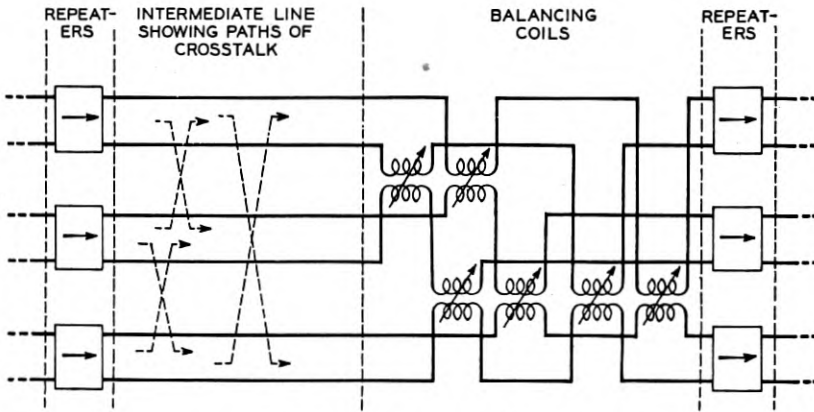 REPEAT-
ERS
INTERMEDIATE LINE
SHOWING PATHS OF
CROSSTALK
BALANCING
COILS
REPEAT-
ERS